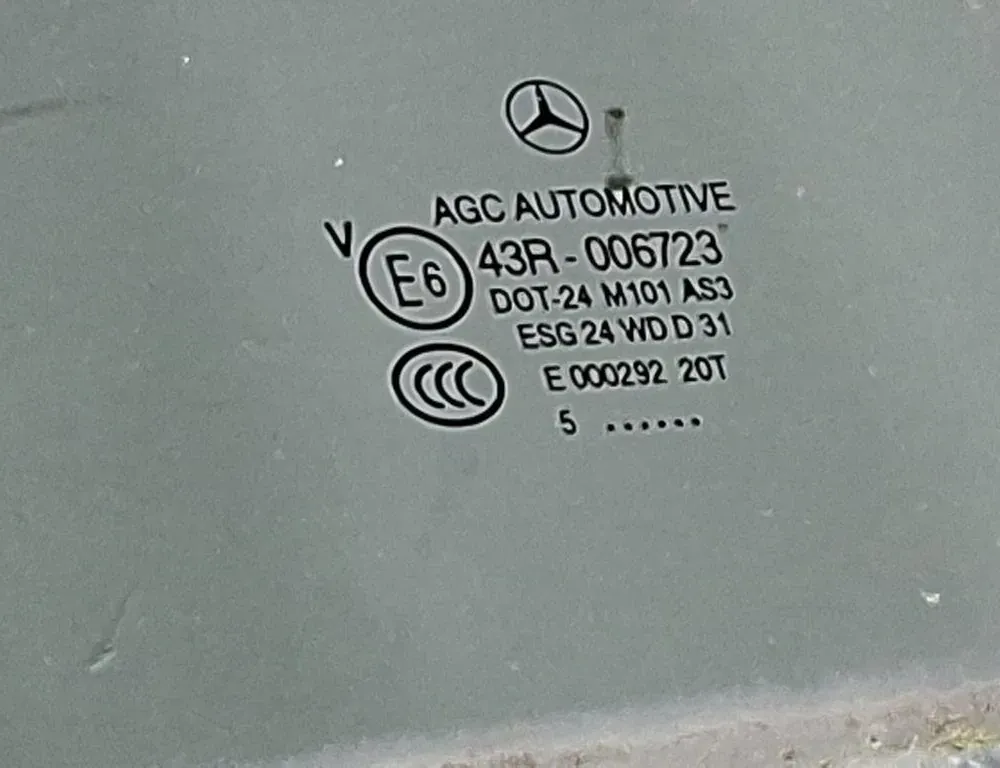 AGC AUTOMOTIVE
V
E6
43R-006723
DOT-24 M101 AS3
ESG 24 WD D 31
CCC
E 000292 20T
5 ......